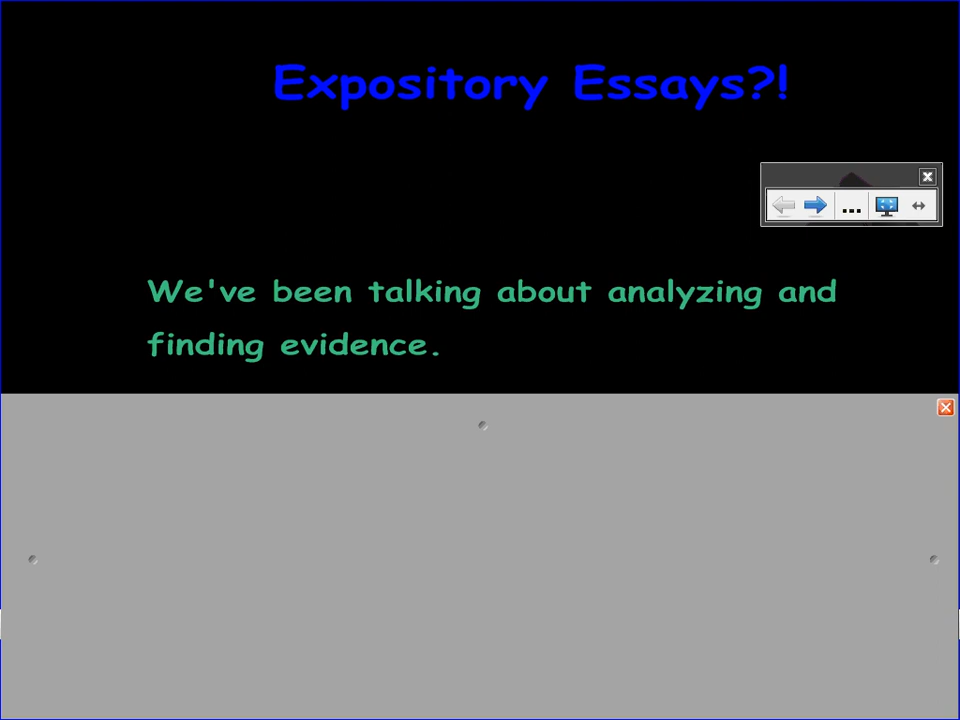 Expository Essays?!
We've been talking about analyzing and
finding evidence.